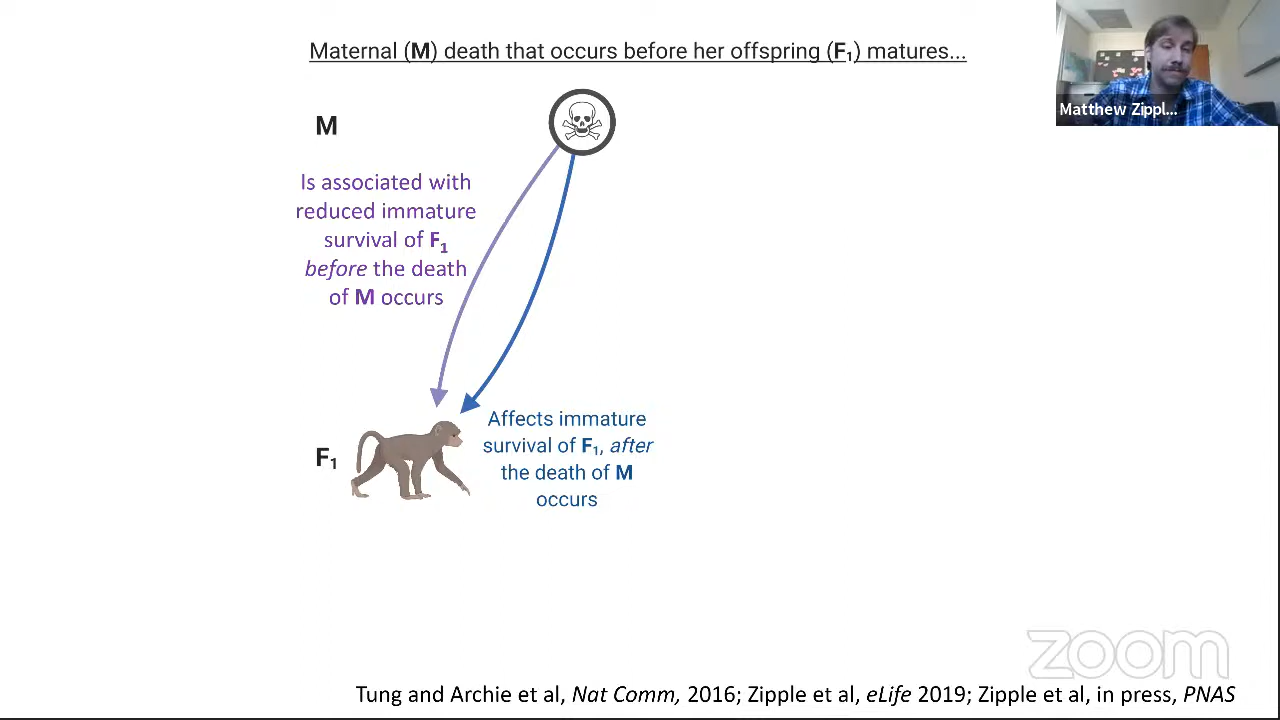 Maternal (M) death that occurs before her offspring (F₁) matures...
Matthew Zippl...
M
Is associated with
reduced immature
survival of F₁
before the death
of M occurs
Affects immature
survival of F₁, after
the death of M
occurs
F₁
zoom
Tung and Archie et al, Nat Comm, 2016; Zipple et al, eLife 2019; Zipple et al, in press, PNAS